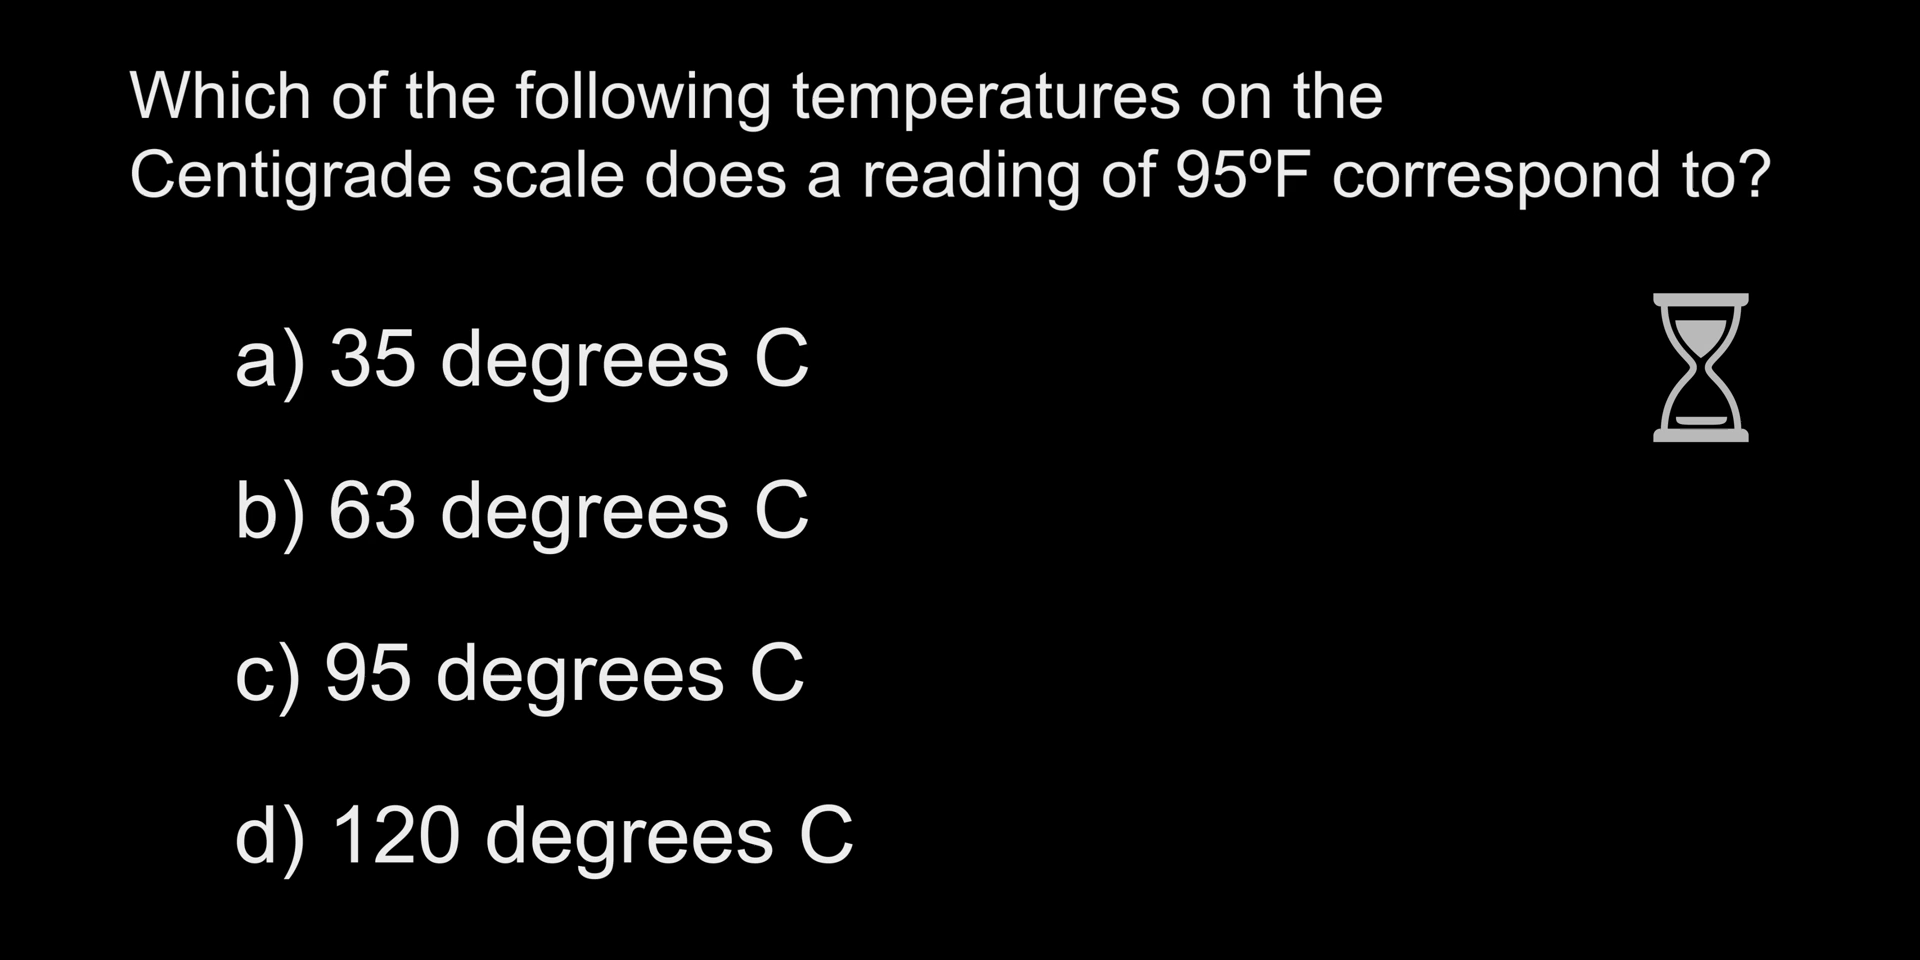 Which of the following temperatures on the
Centigrade scale does a reading of 95ºF correspond to?
a) 35 degrees C
b) 63 degrees C
c) 95 degrees C
d) 120 degrees C